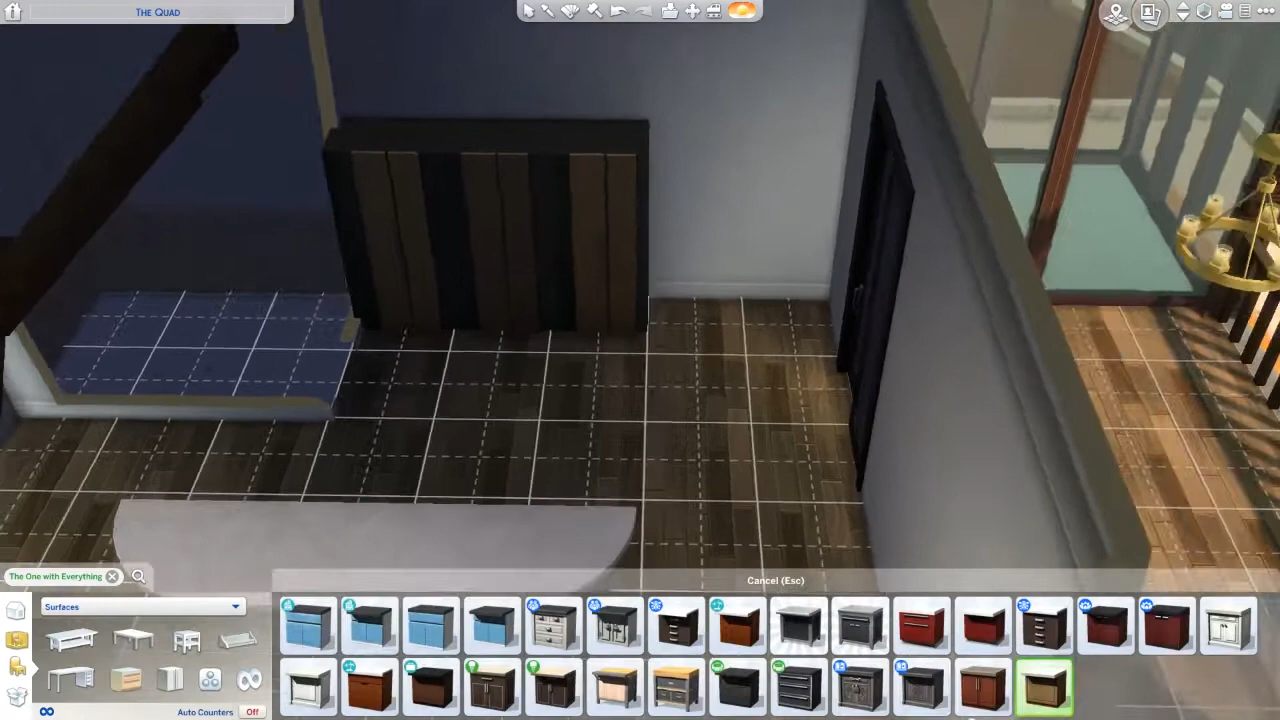 THE QUAD
Cancel (Esc)
The One with Everything
Surfaces
Auto Counters Off